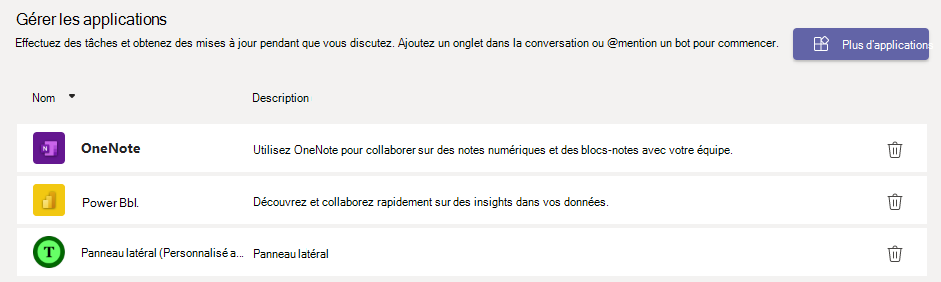 Gérer les applications
Effectuez des tâches et obtenez des mises à jour pendant que vous discutez. Ajoutez un onglet dans la conversation ou @mention un bot pour commencer.
Plus d'applications
Nom
Description
N
OneNote
Utilisez OneNote pour collaborer sur des notes numériques et des blocs-notes avec votre équipe.
Power Bbl.
Découvrez et collaborez rapidement sur des insights dans vos données.
T
Panneau latéral (Personnalisé a...
Panneau latéral